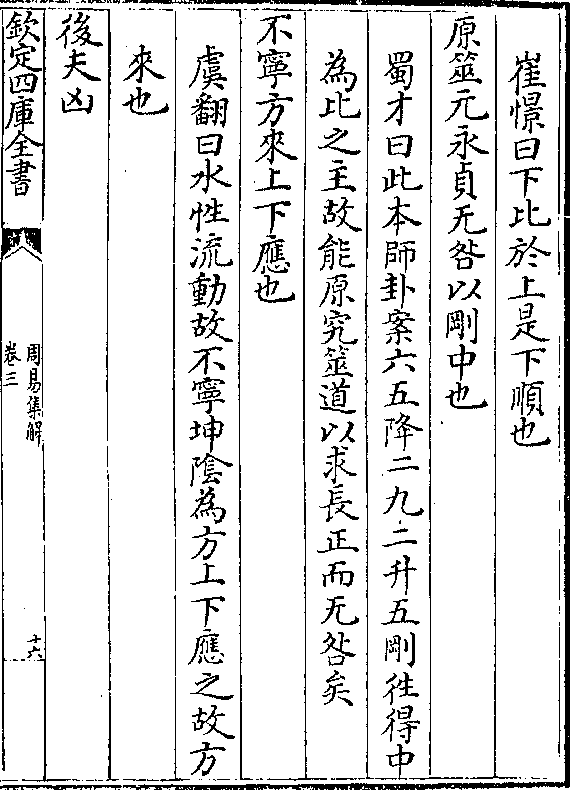 崔憬曰下比於上是下順也
原筮元永貞无咎以剛中也
蜀才曰此本師卦案六五降二九二升五剛往得中
為比之主故能原究筮道以求長正而无咎矣
不寧方來上下應也
虞翻曰水性流動故不寧坤陰為方上下應之故方
來也
後夫凶
欽定四庫全書
周易集解
卷三
十六